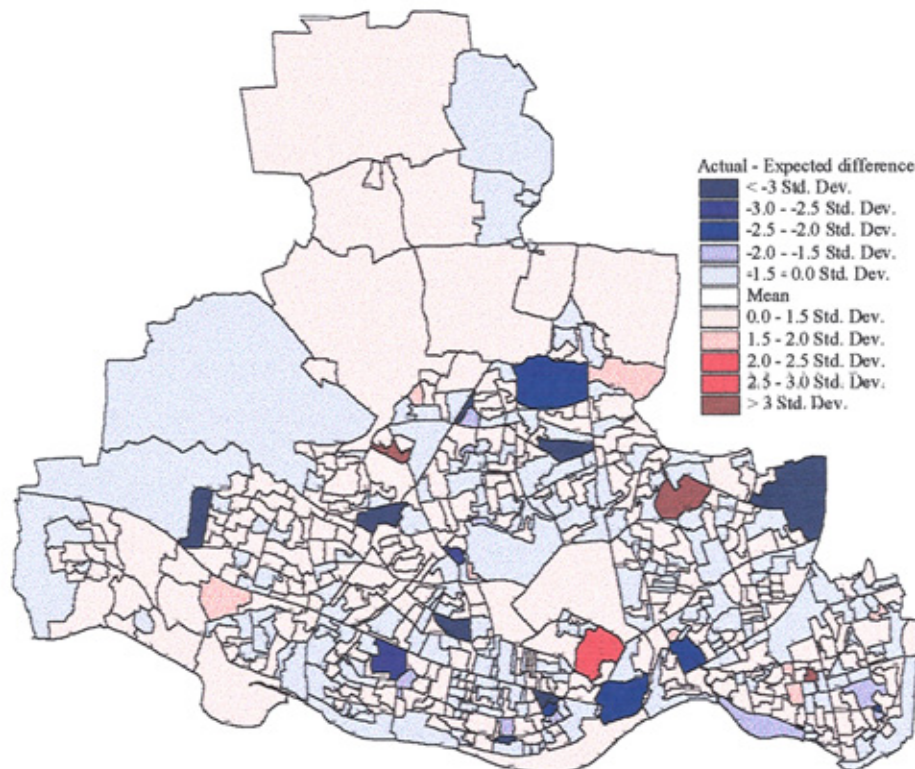 Actual - Expected difference
< -3 Std. Dev.
-3.0 - -2.5 Std. Dev.
-2.5 - -2.0 Std. Dev.
-2.0 - -1.5 Std. Dev.
-1.5 - 0.0 Std. Dev.
Mean
0.0 - 1.5 Std. Dev.
1.5 - 2.0 Std. Dev.
2.0 - 2.5 Std. Dev.
2.5 - 3.0 Std. Dev.
> 3 Std. Dev.